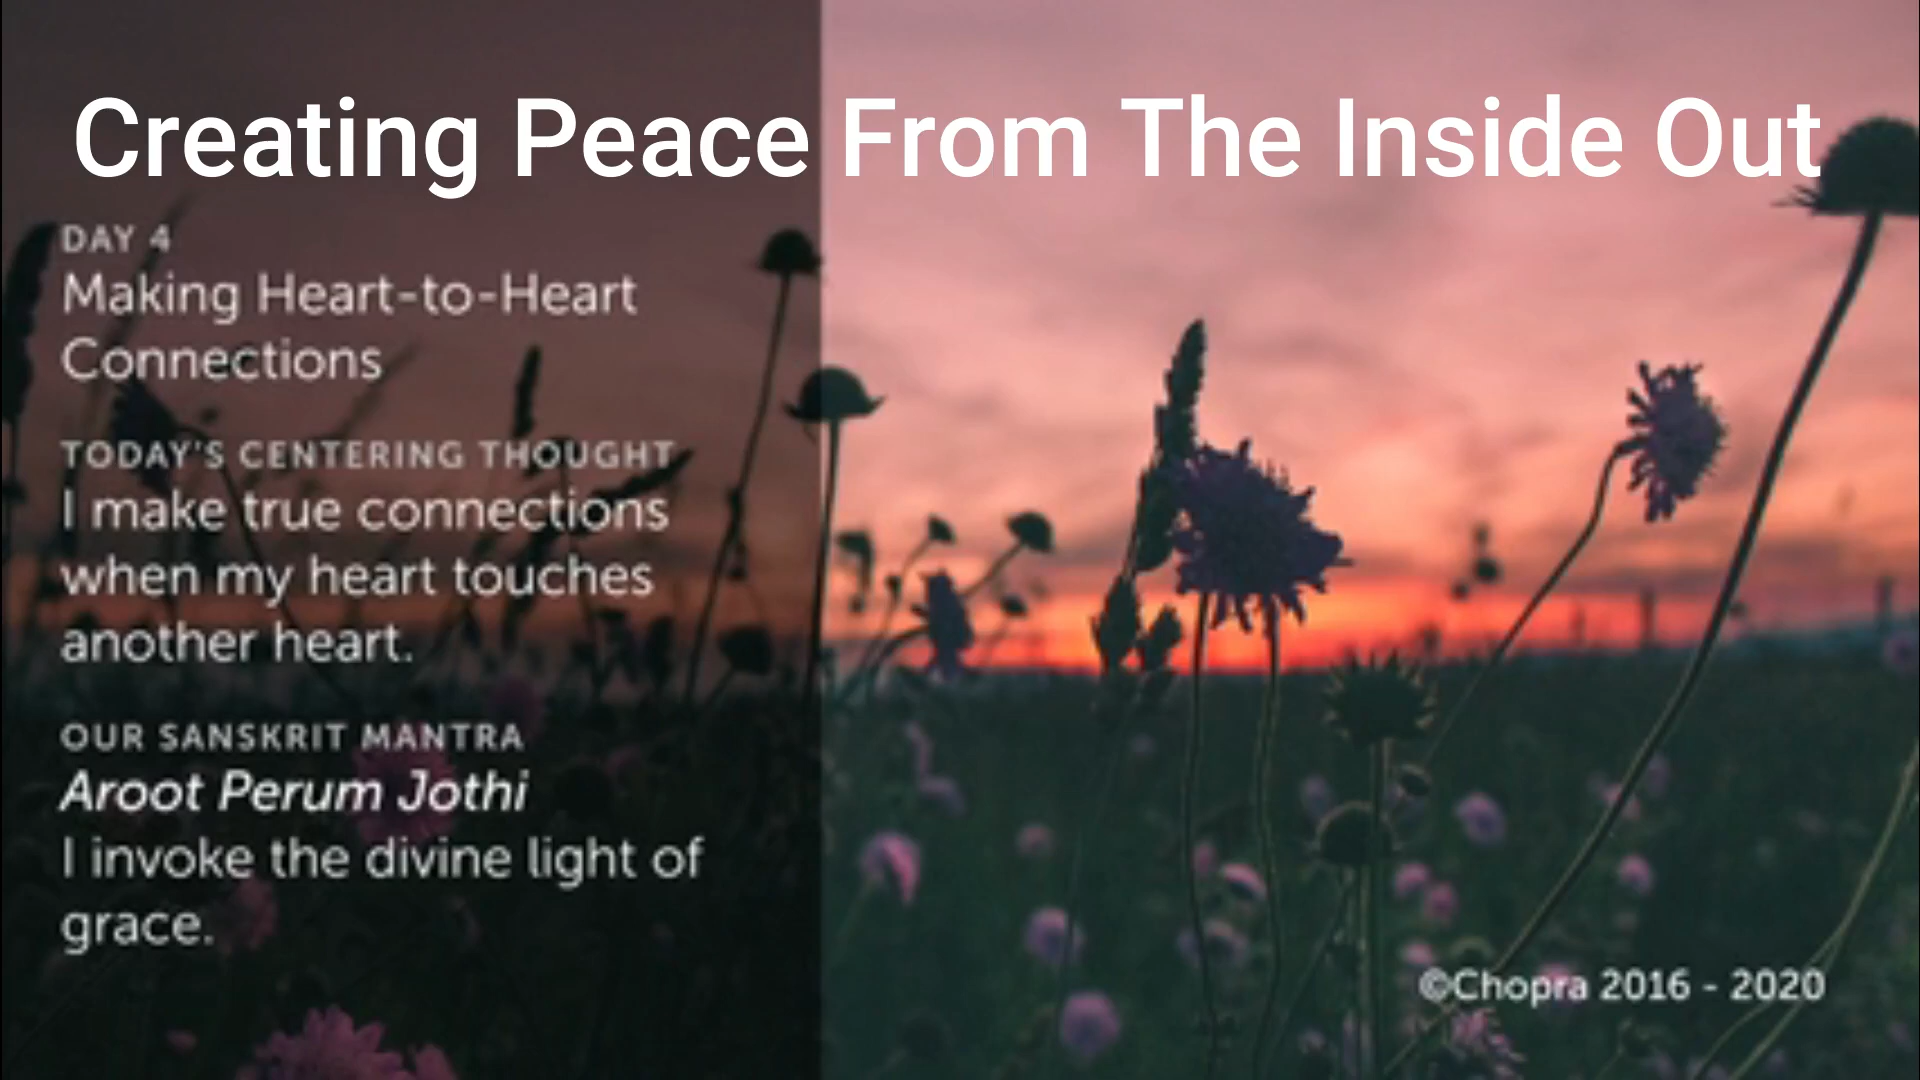 Creating Peace From The Inside Out
DAY 4
Making Heart-to-Heart
Connections
TODAY'S CENTERING THOUGHT
I make true connections
when my heart touches
another heart.
OUR SANSKRIT MANTRA
Aroot Perum Jothi
I invoke the divine light of
grace.
©Chopra 2016 - 2020